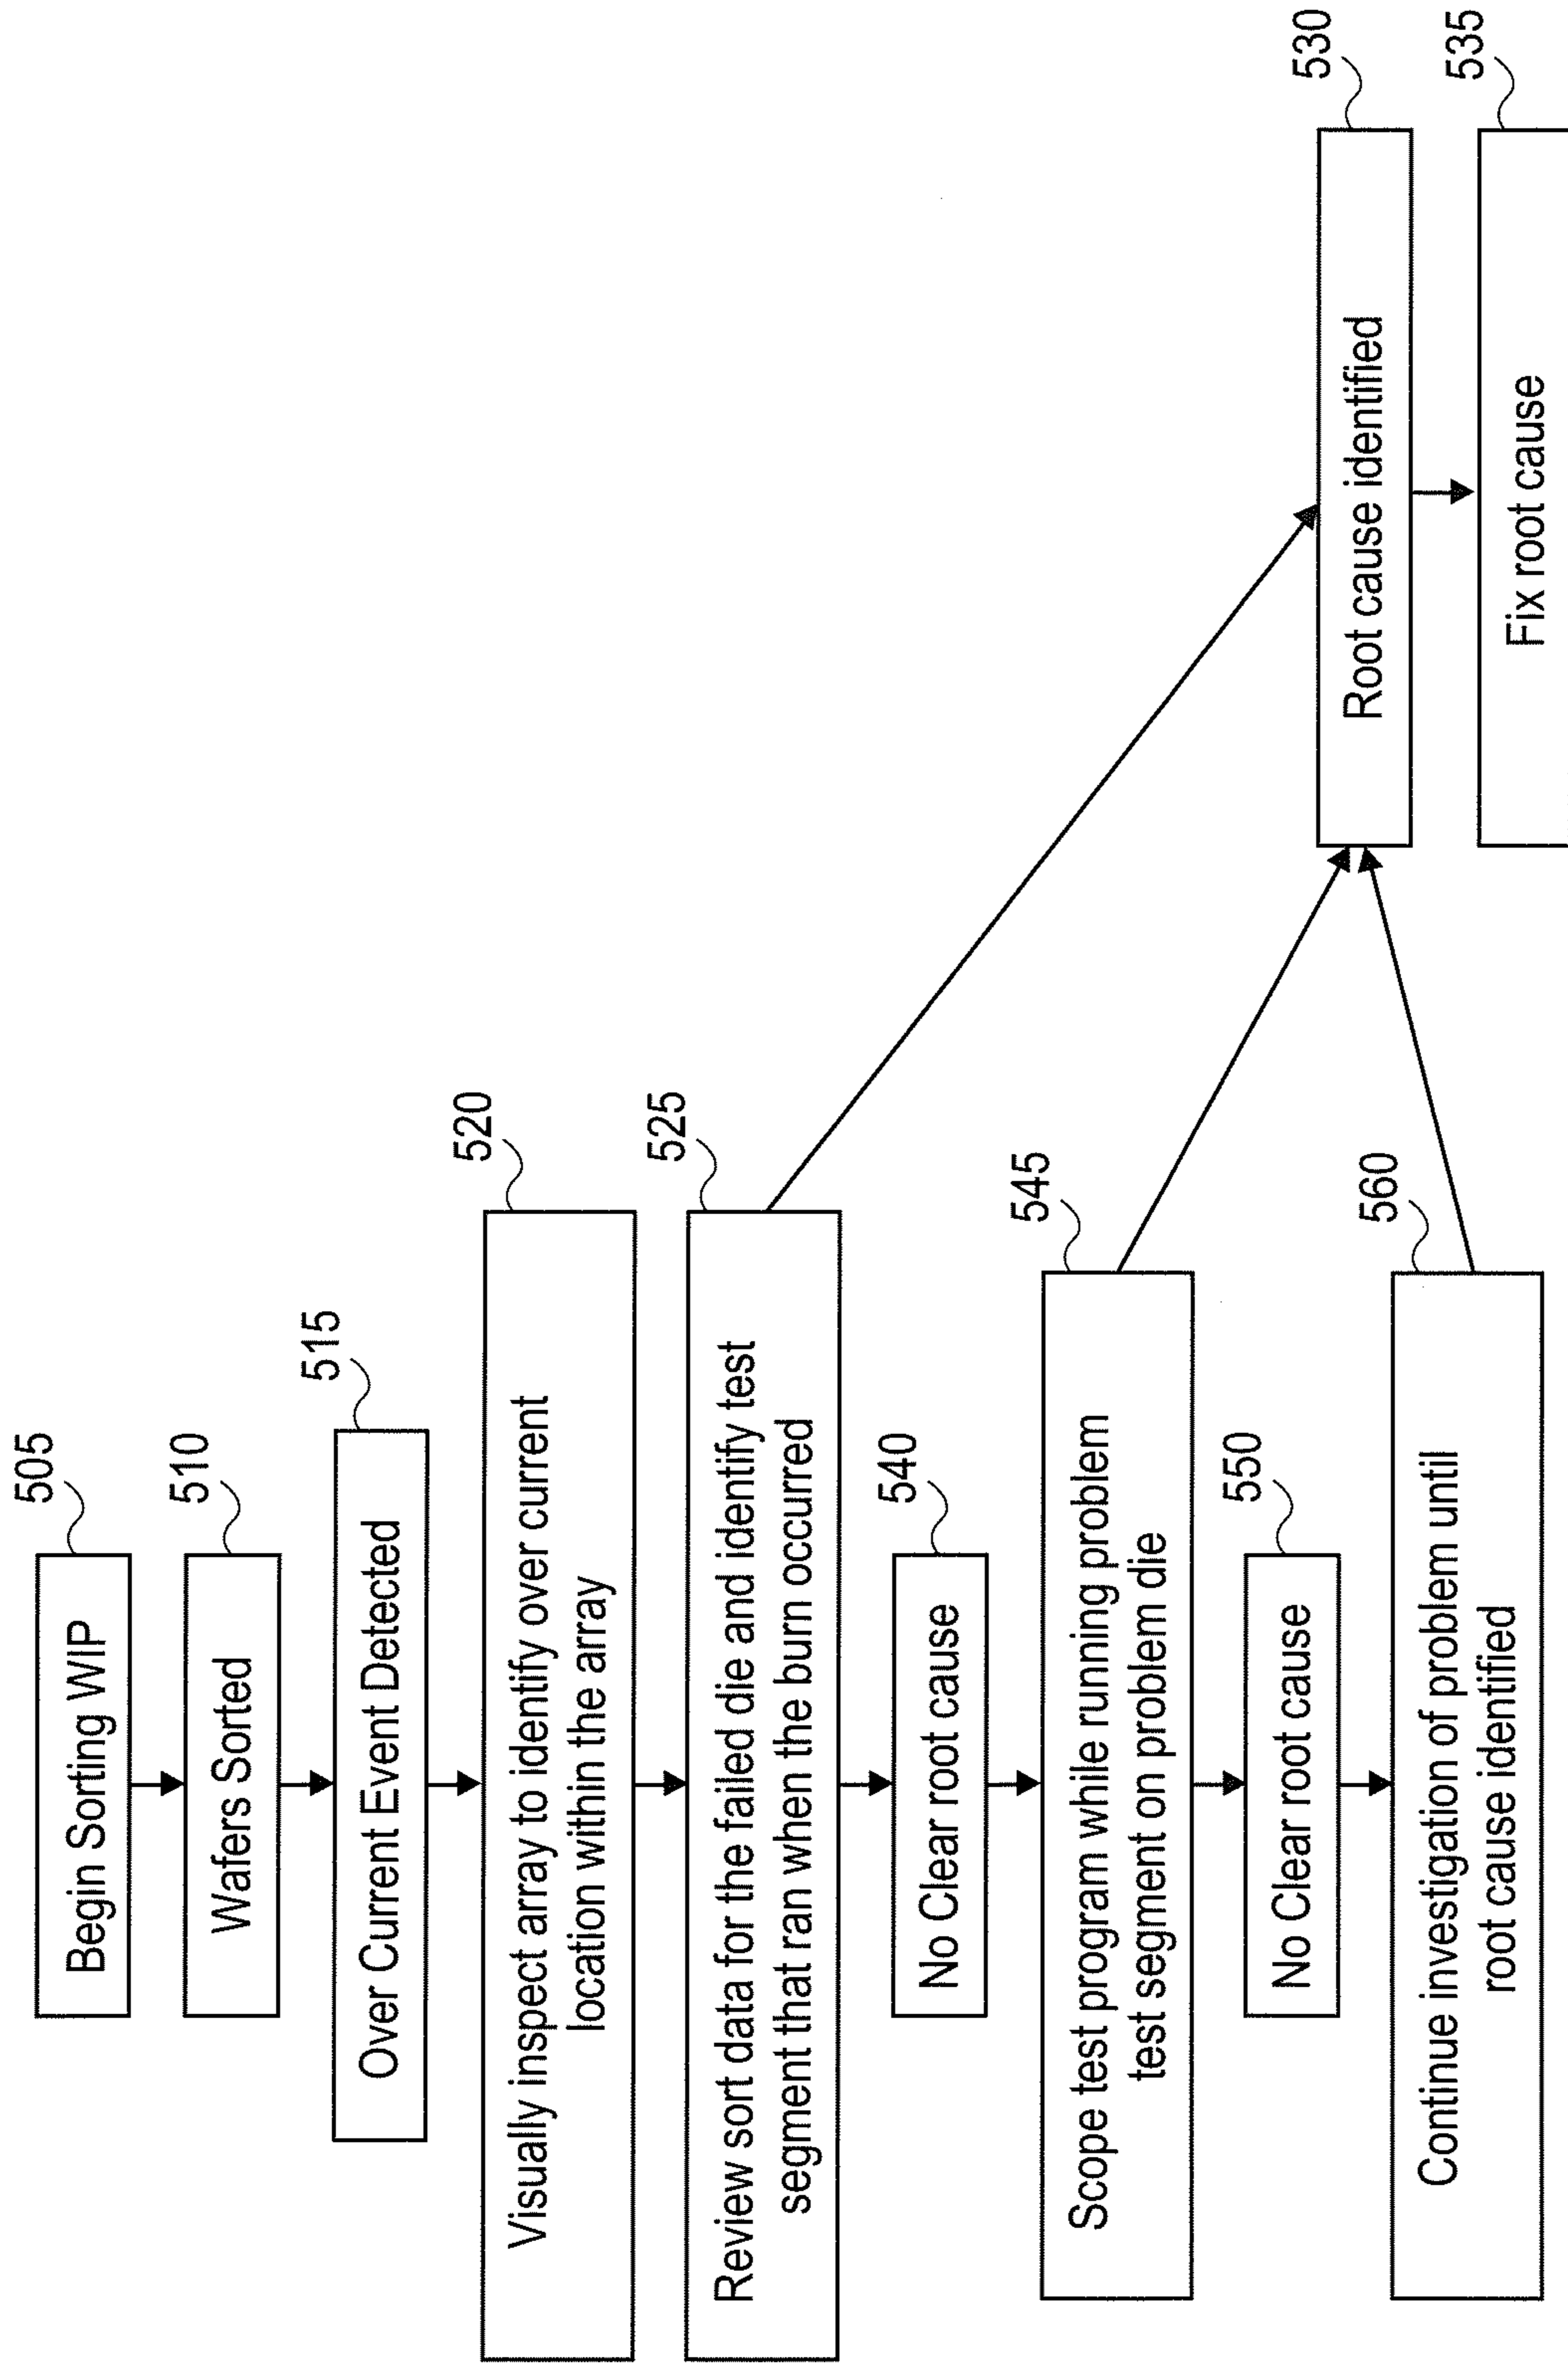 505
Begin Sorting WIP
510
Wafers Sorted
515
Over Current Event Detected
520
Visually inspect array to identify over current
location within the array
525
Review sort data for the failed die and identify test
segment that ran when the burn occurred
540
No Clear root cause
545
Scope test program while running problem
test segment on problem die
550
No Clear root cause
560
Continue investigation of problem until
root cause identified
530
Root cause identified
535
Fix root cause